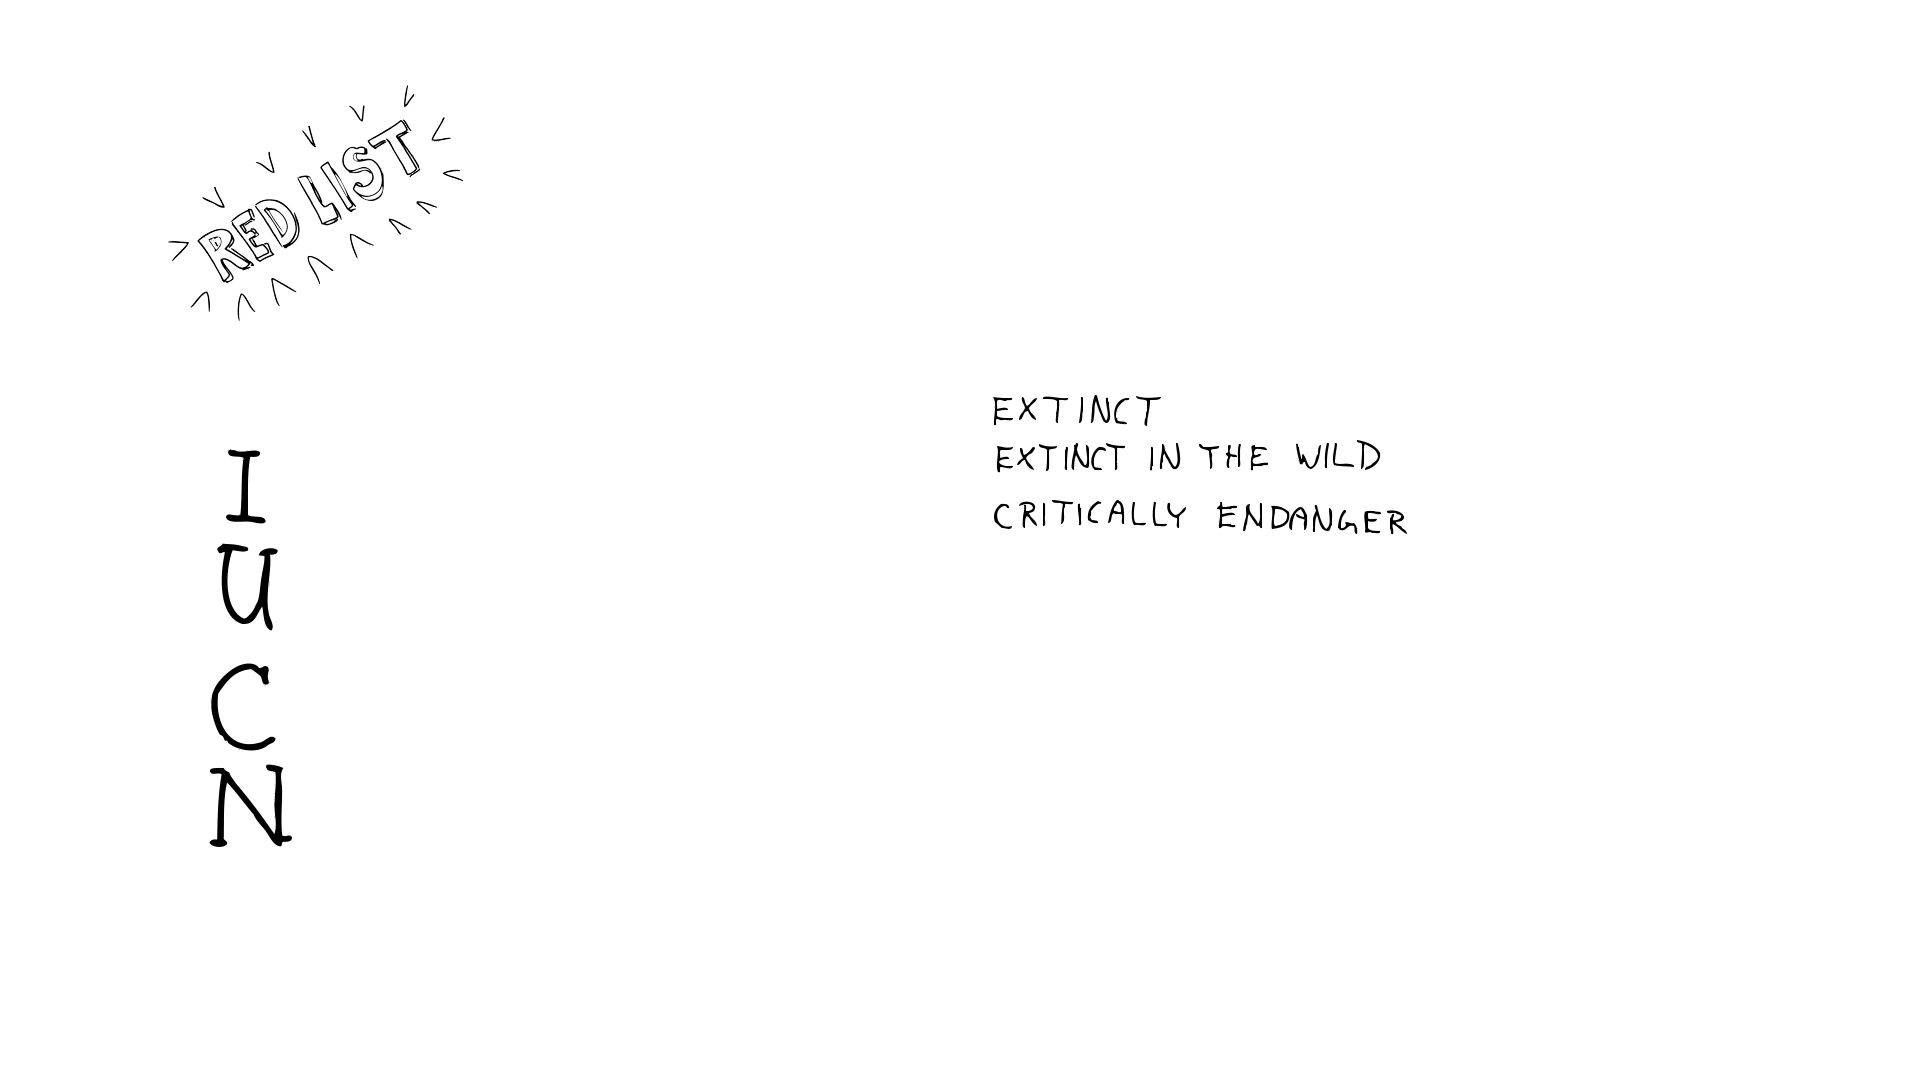 RED LIST
I
U
C
N
EXTINCT
EXTINCT IN THE WILD
CRITICALLY ENDANGER